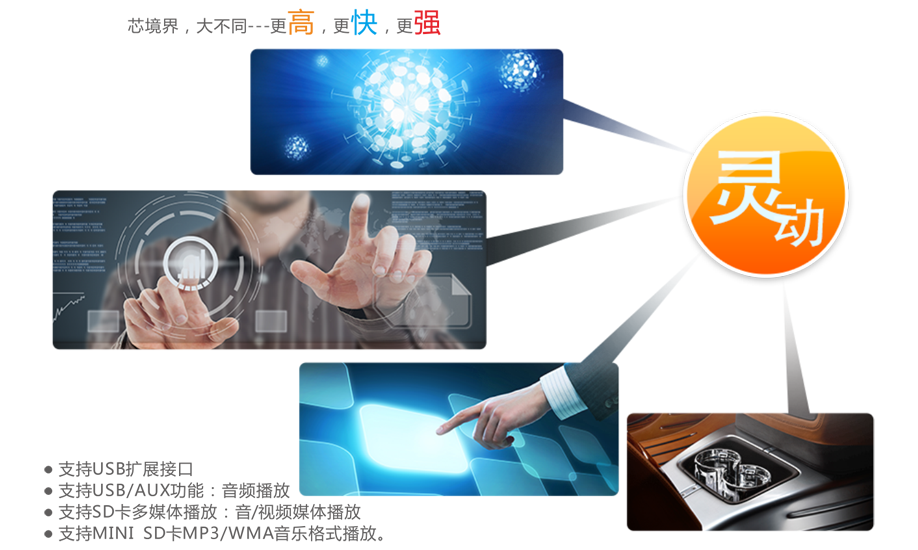 芯境界，大不同---更高，更快，更强
灵动
● 支持USB扩展接口
● 支持USB/AUX功能：音频播放
● 支持SD卡多媒体播放：音/视频媒体播放
● 支持MINI SD卡MP3/WMA音乐格式播放。